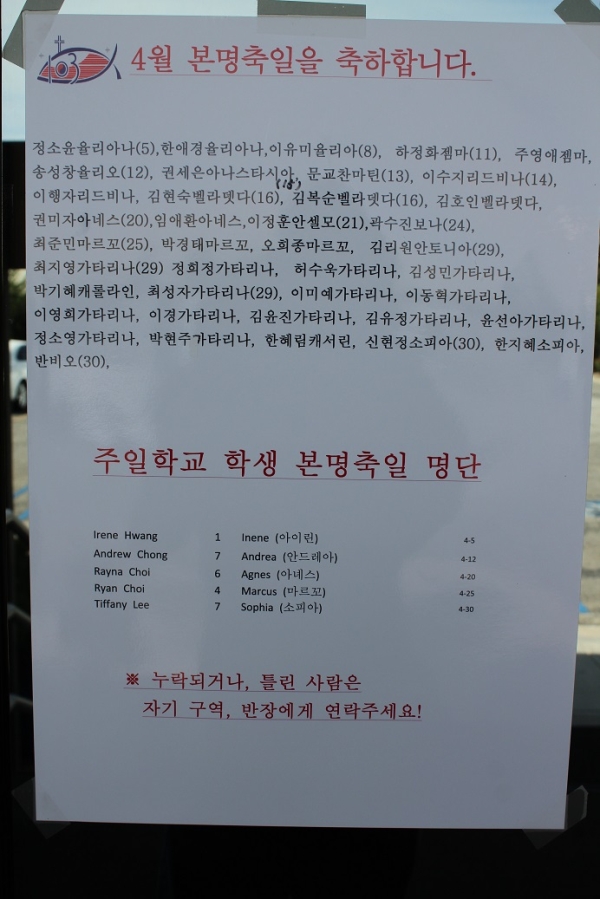 4월 본명축일을 축하합니다.
정소윤율리아나(5),한애경율리아나,이유미율리아(8), 하정화젬마(11), 주영애젬마,
송성창율리오(12), 권세은아나스타시아, 문교찬마틴(13), 이수지리드비나(14),
(18)
이행자리드비나, 김현숙벨라뎃다(16), 김복순벨라뎃다(16), 김호인벨라뎃다,
권미자아네스(20),임애환아네스,이정훈안셀모(21),곽수진보나(24),
최준민마르꼬(25), 박경태마르꼬, 오희종마르꼬, 김리원안토니아(29),
최지영가타리나(29) 정희정가타리나, 허수욱가타리나, 김성민가타리나,
박기혜캐롤라인, 최성자가타리나(29), 이미예가타리나, 이동혁가타리나,
이영희가타리나, 이경가타리나, 김윤진가타리나, 김유정가타리나, 윤선아가타리나,
정소영가타리나, 박현주가타리나, 한혜림캐서린, 신현정소피아(30), 한지혜소피아,
반비오(30),
주일학교 학생 본명축일 명단
Irene Hwang 1 Inene (아이린) 4-5
Andrew Chong 7 Andrea (안드레아) 4-12
Rayna Choi 6 Agnes (아네스) 4-20
Ryan Choi 4 Marcus (마르꼬) 4-25
Tiffany Lee 7 Sophia (소피아) 4-30
※ 누락되거나, 틀린 사람은
자기 구역, 반장에게 연락주세요!